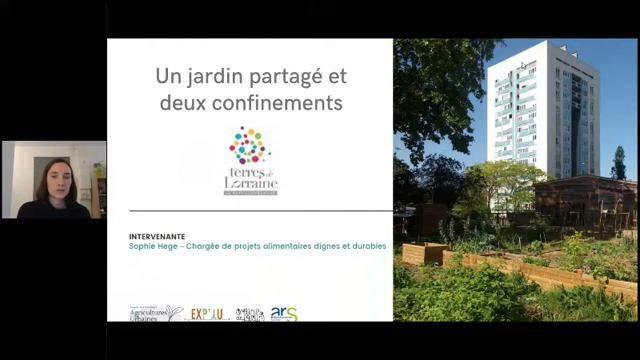 Un jardin partagé et
deux confinements
terres de
Lorraine
INTERVENANTE
Sophie Hege – Chargée de projets alimentaires dignes et durables
Agricultures
Urbaines
EXP'AU
ars